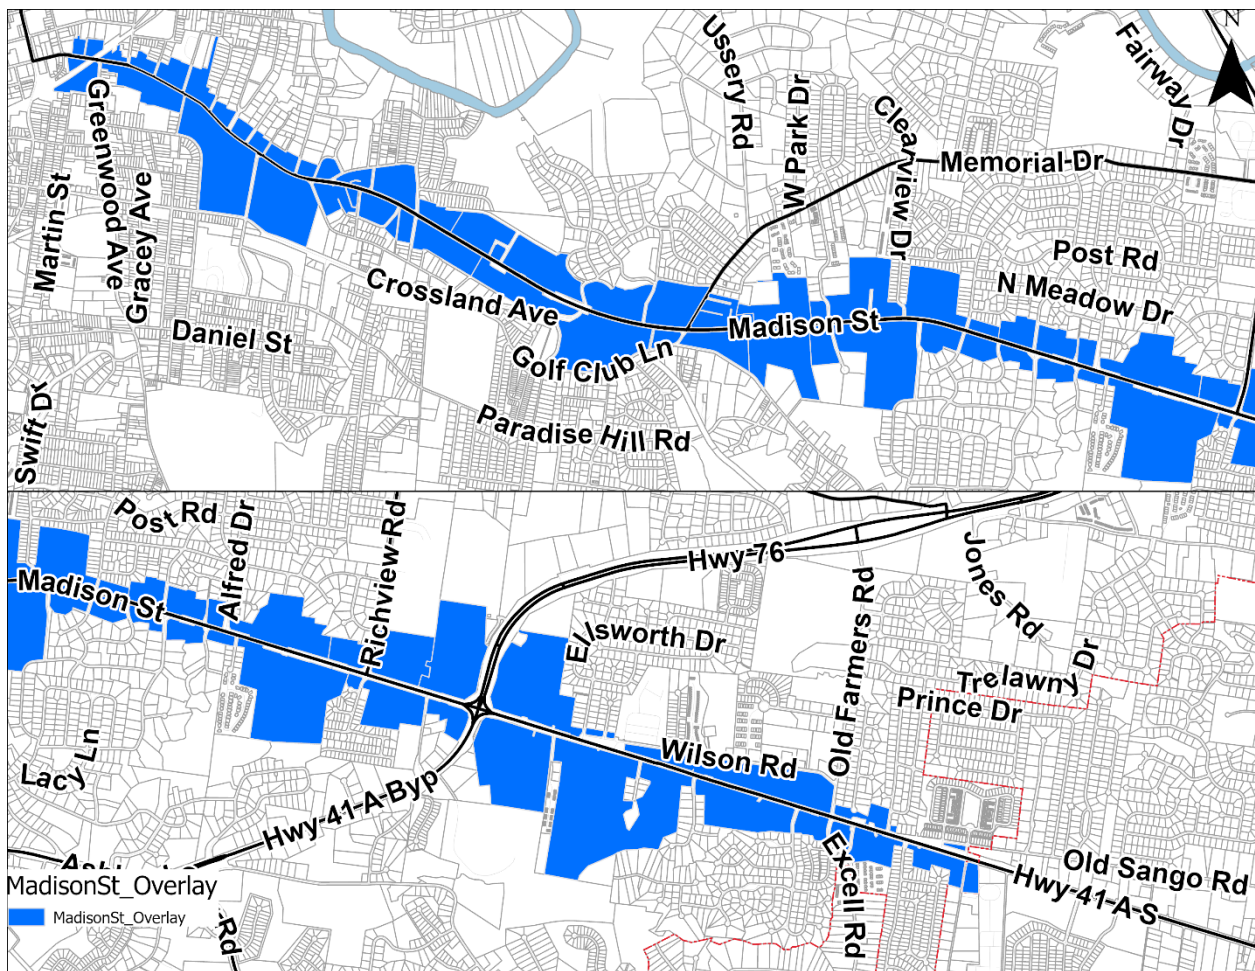 N
Ussery Rd
W Park Dr
Clearview Dr
Fairway Dr
Memorial Dr
Greenwood Ave
Martin St
Gracey Ave
Post Rd
N Meadow Dr
Crossland Ave
Madison St
Daniel St
Golf Club Ln
Paradise Hill Rd
Swift Dr
Post Rd
Alfred Dr
Richview Rd
Hwy 76
Jones Rd
Madison St
Ellsworth Dr
Old Farmers Rd
Trelawny Dr
Prince Dr
Wilson Rd
Lacy Ln
Hwy 41-A Byp
Excell Rd
Old Sango Rd
Hwy 41 A S
MadisonSt_Overlay
MadisonSt_Overlay
Rd